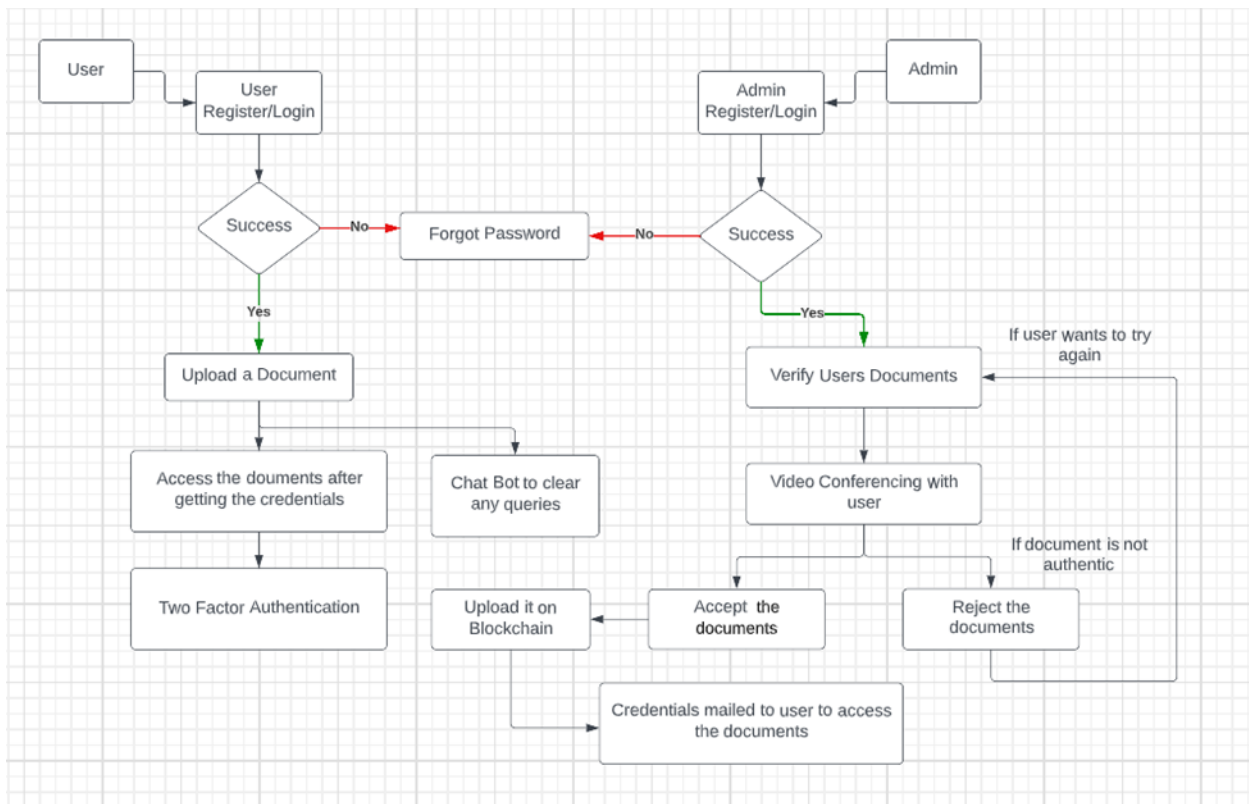 User
Admin
User
Register/Login
Admin
Register/Login
Success
No
Forgot Password
No
Success
Yes
Yes
If user wants to try
again
Upload a Document
Verify Users Documents
Access the douments after
getting the credentials
Chat Bot to clear
any queries
Video Conferencing with
user
If document is not
authentic
Two Factor Authentication
Upload it on
Blockchain
Accept the
documents
Reject the
documents
Credentials mailed to user to access
the documents